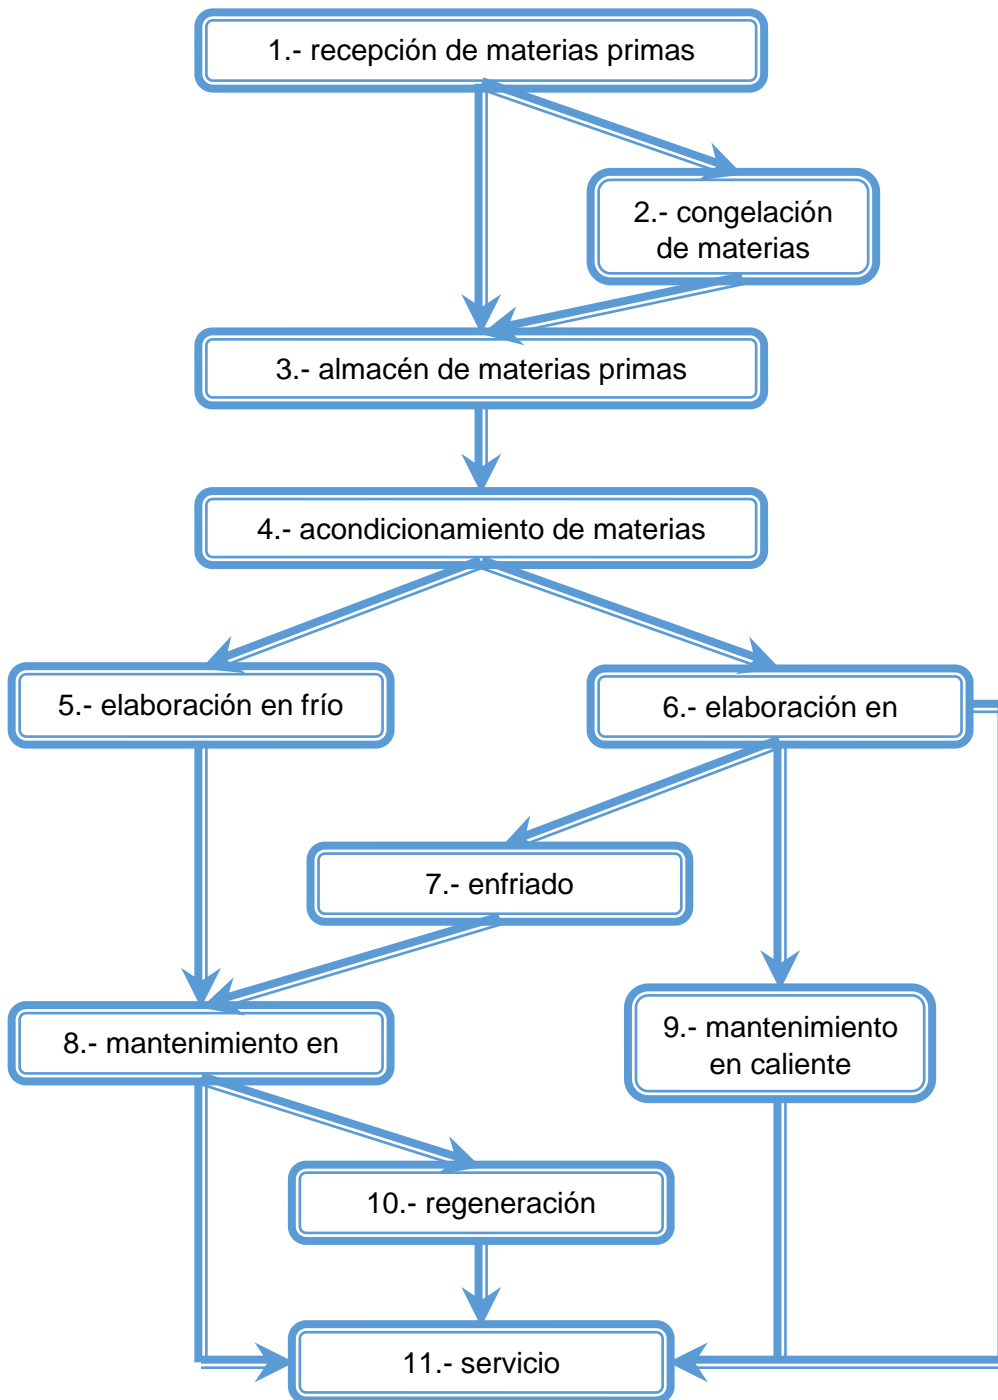 1.- recepción de materias primas
2.- congelación
de materias
3.- almacén de materias primas
4.- acondicionamiento de materias
5.- elaboración en frío
6.- elaboración en
7.- enfriado
8.- mantenimiento en
9.- mantenimiento
en caliente
10.- regeneración
11.- servicio